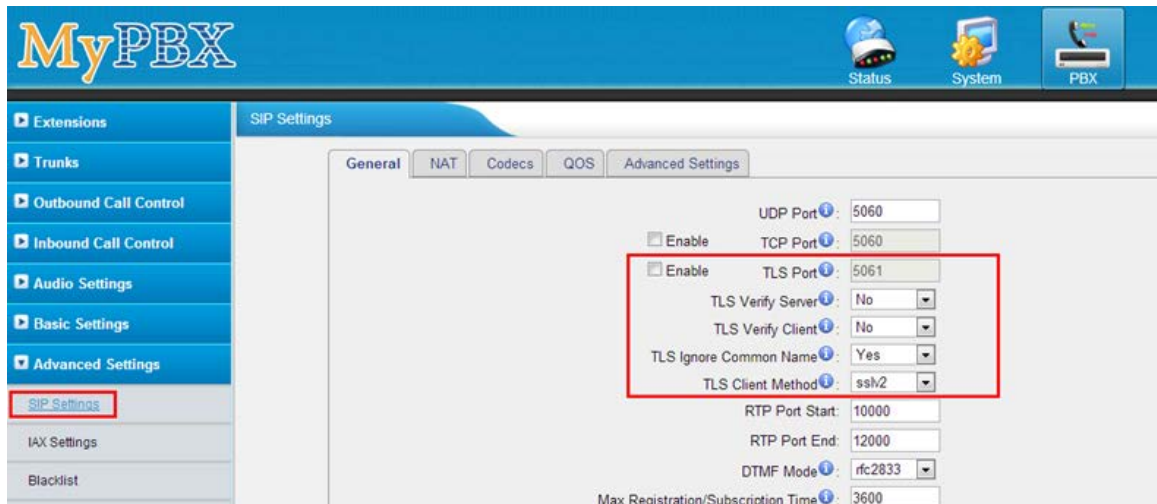 MyPBX
Status
System
PBX
Extensions
Trunks
Outbound Call Control
Inbound Call Control
Audio Settings
Basic Settings
Advanced Settings
SIP Settings
IAX Settings
Blacklist
SIP Settings
General NAT Codecs QOS Advanced Settings
UDP Port : 5060
Enable TCP Port : 5060
Enable TLS Port : 5061
TLS Verify Server : No
TLS Verify Client : No
TLS Ignore Common Name : Yes
TLS Client Method : sslv2
RTP Port Start: 10000
RTP Port End: 12000
DTMF Mode : rfc2833
Max Registration/Subscription Time : 3600